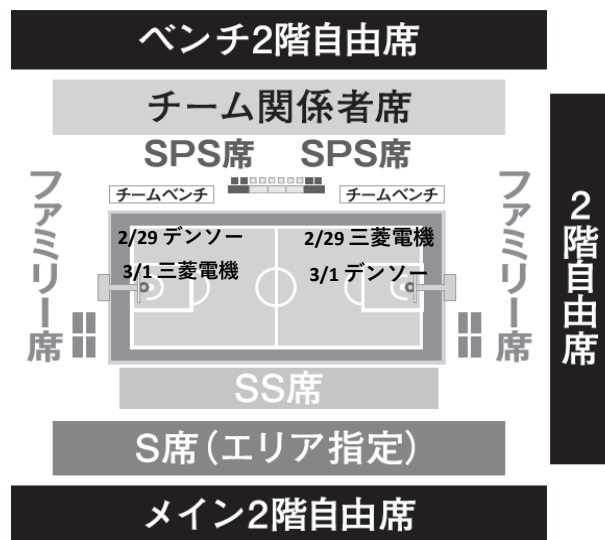 ベンチ2階自由席
チーム関係者席
SPS席 SPS席
チームベンチ チームベンチ
ファミリー席
2/29 デンソー 2/29 三菱電機
3/1 三菱電機 3/1 デンソー
ファミリー席
2階自由席
SS席
S席(エリア指定)
メイン2階自由席